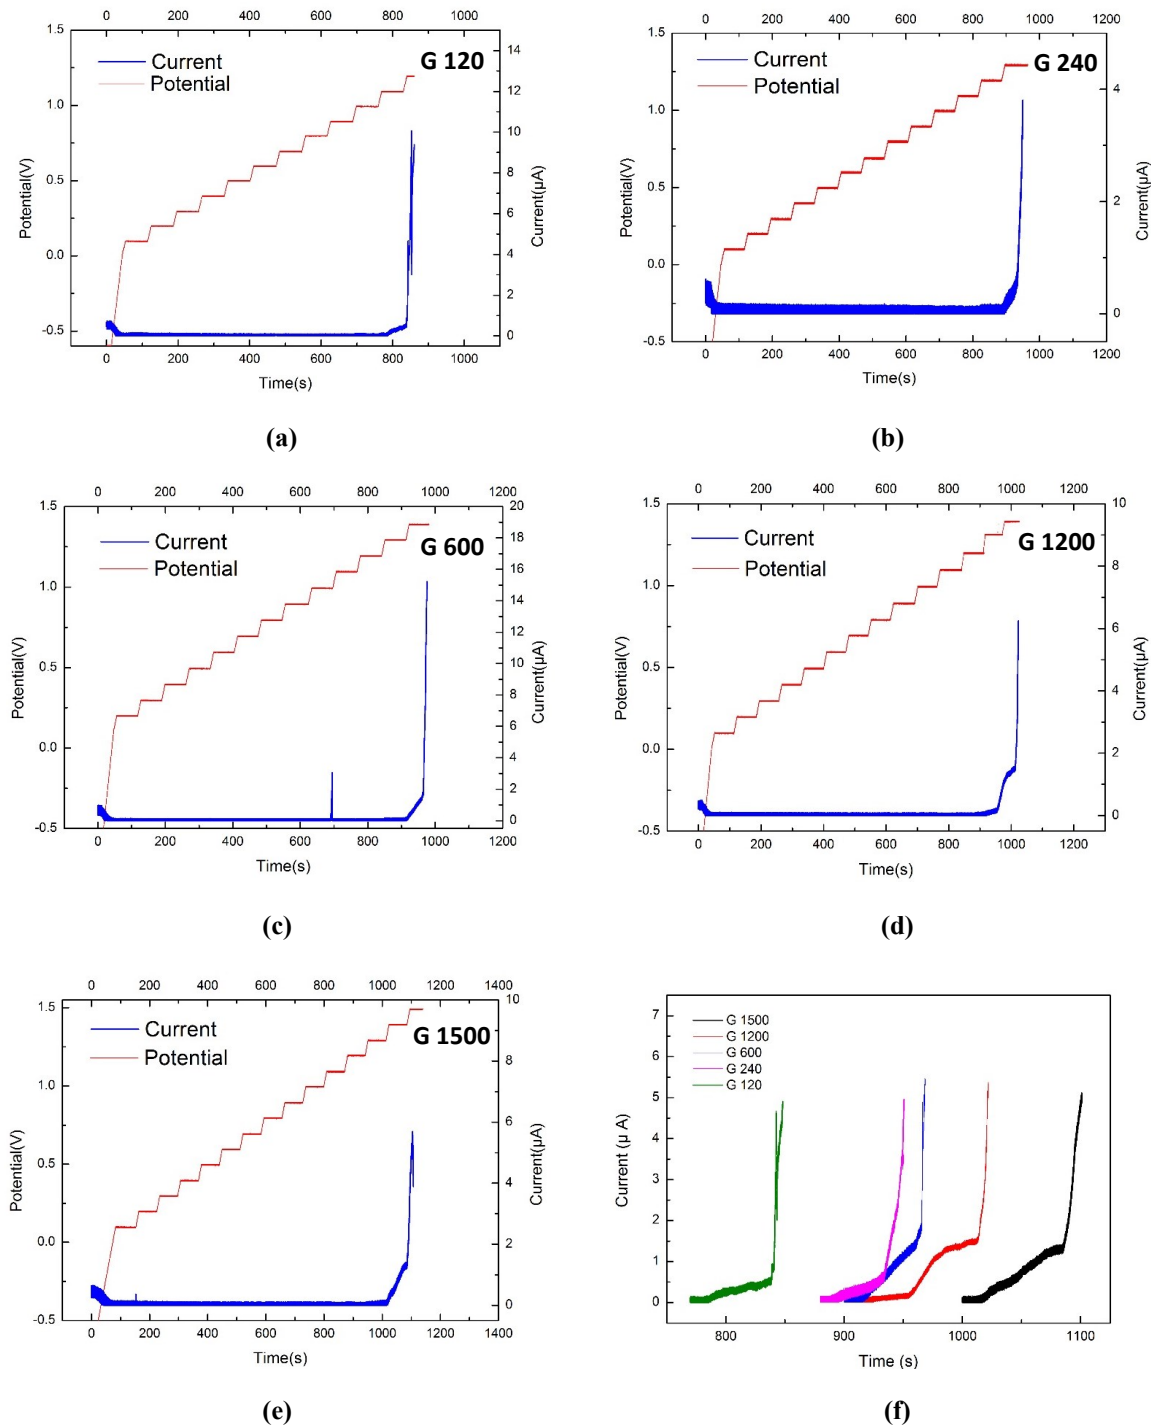 0 200 400 600 800 1000
1.5
14
Current
G 120
Potential
12
1.0
10
Potential(V)
0.5
8
Current(µA)
6
0.0
4
2
-0.5
0
0 200 400 600 800 1000
Time(s)
(a)
0 200 400 600 800 1000 1200
1.5
Current
G 240
Potential
4
1.0
Potential(V)
0.5
Current(µA)
2
0.0
0
-0.5
0 200 400 600 800 1000 1200
Time(s)
(b)
0 200 400 600 800 1000 1200
1.5
20
Current
G 600
18
Potential
16
1.0
14
12
Potential(V)
0.5
10
Current(µA)
8
6
0.0
4
2
0
-0.5
0 200 400 600 800 1000 1200
Time(s)
(c)
0 200 400 600 800 1000 1200
1.5
10
Current
G 1200
Potential
8
1.0
6
Potential(V)
0.5
Current(µA)
4
0.0
2
0
-0.5
0 200 400 600 800 1000 1200
Time(s)
(d)
0 200 400 600 800 1000 1200 1400
1.5
10
Current
G 1500
Potential
8
1.0
6
Potential(V)
0.5
Current(µA)
4
0.0
2
0
-0.5
0 200 400 600 800 1000 1200 1400
Time(s)
(e)
7
G 1500
G 1200
6
G 600
G 240
G 120
5
Current (µ A)
4
3
2
1
0
800 900 1000 1100
Time (s)
(f)